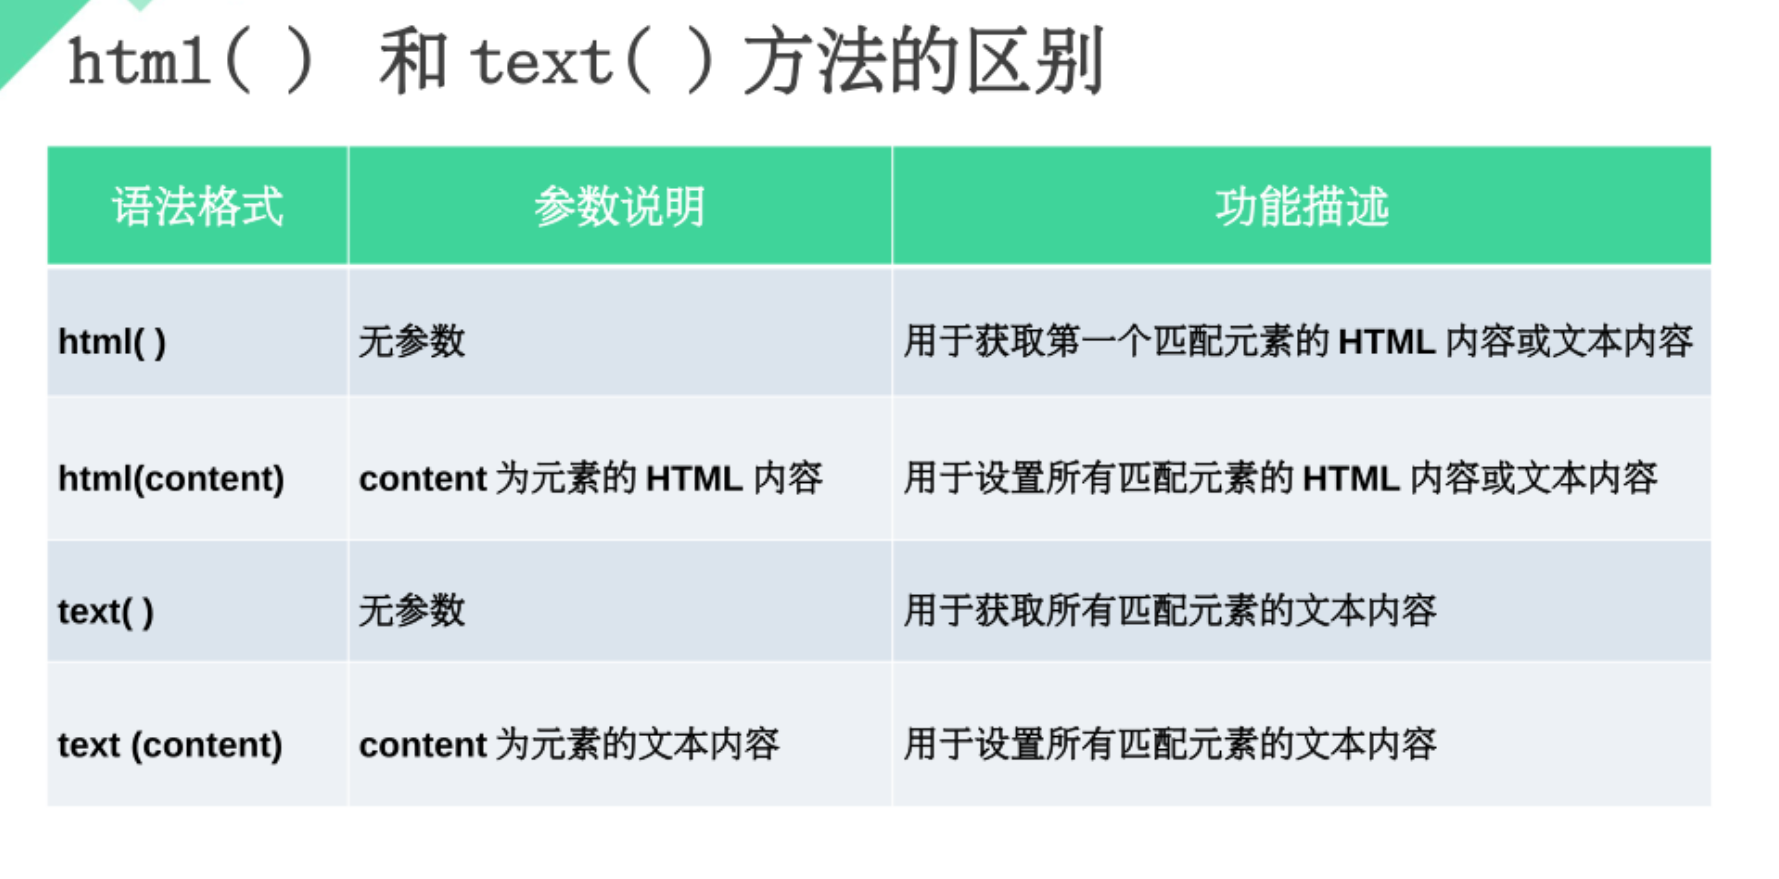 html( ) 和 text( ) 方法的区别
语法格式 参数说明 功能描述
html( ) 无参数 用于获取第一个匹配元素的 HTML 内容或文本内容
html(content) content 为元素的 HTML 内容 用于设置所有匹配元素的 HTML 内容或文本内容
text( ) 无参数 用于获取所有匹配元素的文本内容
text (content) content 为元素的文本内容 用于设置所有匹配元素的文本内容